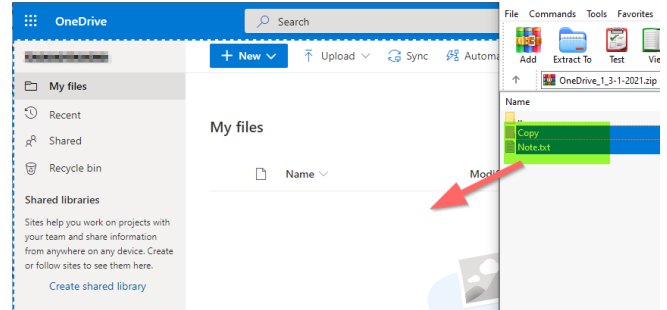 OneDrive
Search
New
Upload
Sync
Automa
My files
Recent
Shared
Recycle bin
Shared libraries
Sites help you work on projects with
your team and share information
from anywhere on any device. Create
or follow sites to see them here.
Create shared library
My files
Name
Modif
File Commands Tools Favorites
Add
Extract To
Test
Vie
OneDrive_1_3-1-2021.zip
Name
..
Copy
Note.txt